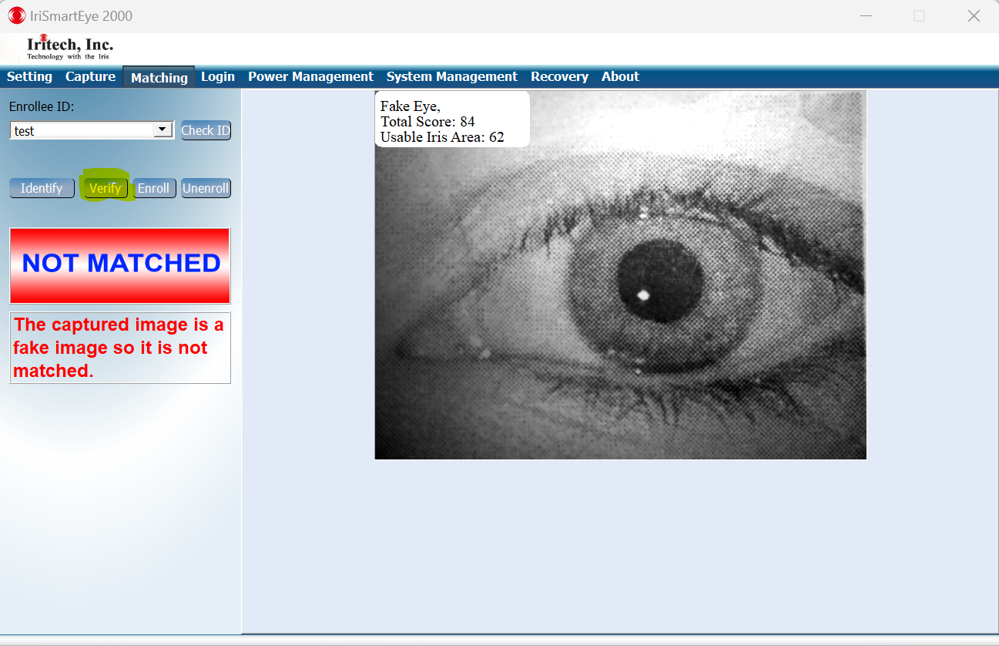 IriSmartEye 2000
Iritech, Inc.
Technology with the Iris
Setting Capture Matching Login Power Management System Management Recovery About
Enrollee ID:
test Check ID
Identify Verify Enroll Unenroll
NOT MATCHED
The captured image is a
fake image so it is not
matched.
Fake Eye,
Total Score: 84
Usable Iris Area: 62